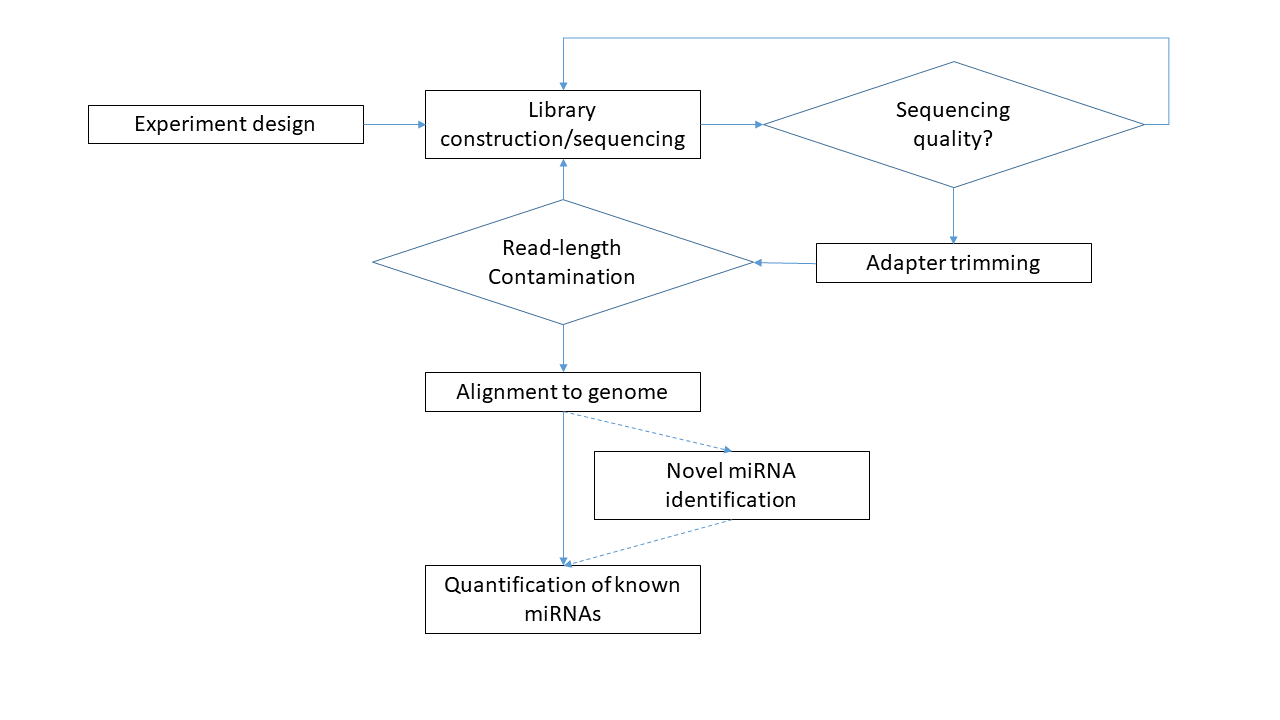 Experiment design
Library
construction/sequencing
Sequencing
quality?
Read-length
Contamination
Adapter trimming
Alignment to genome
Novel miRNA
identification
Quantification of known
miRNAs